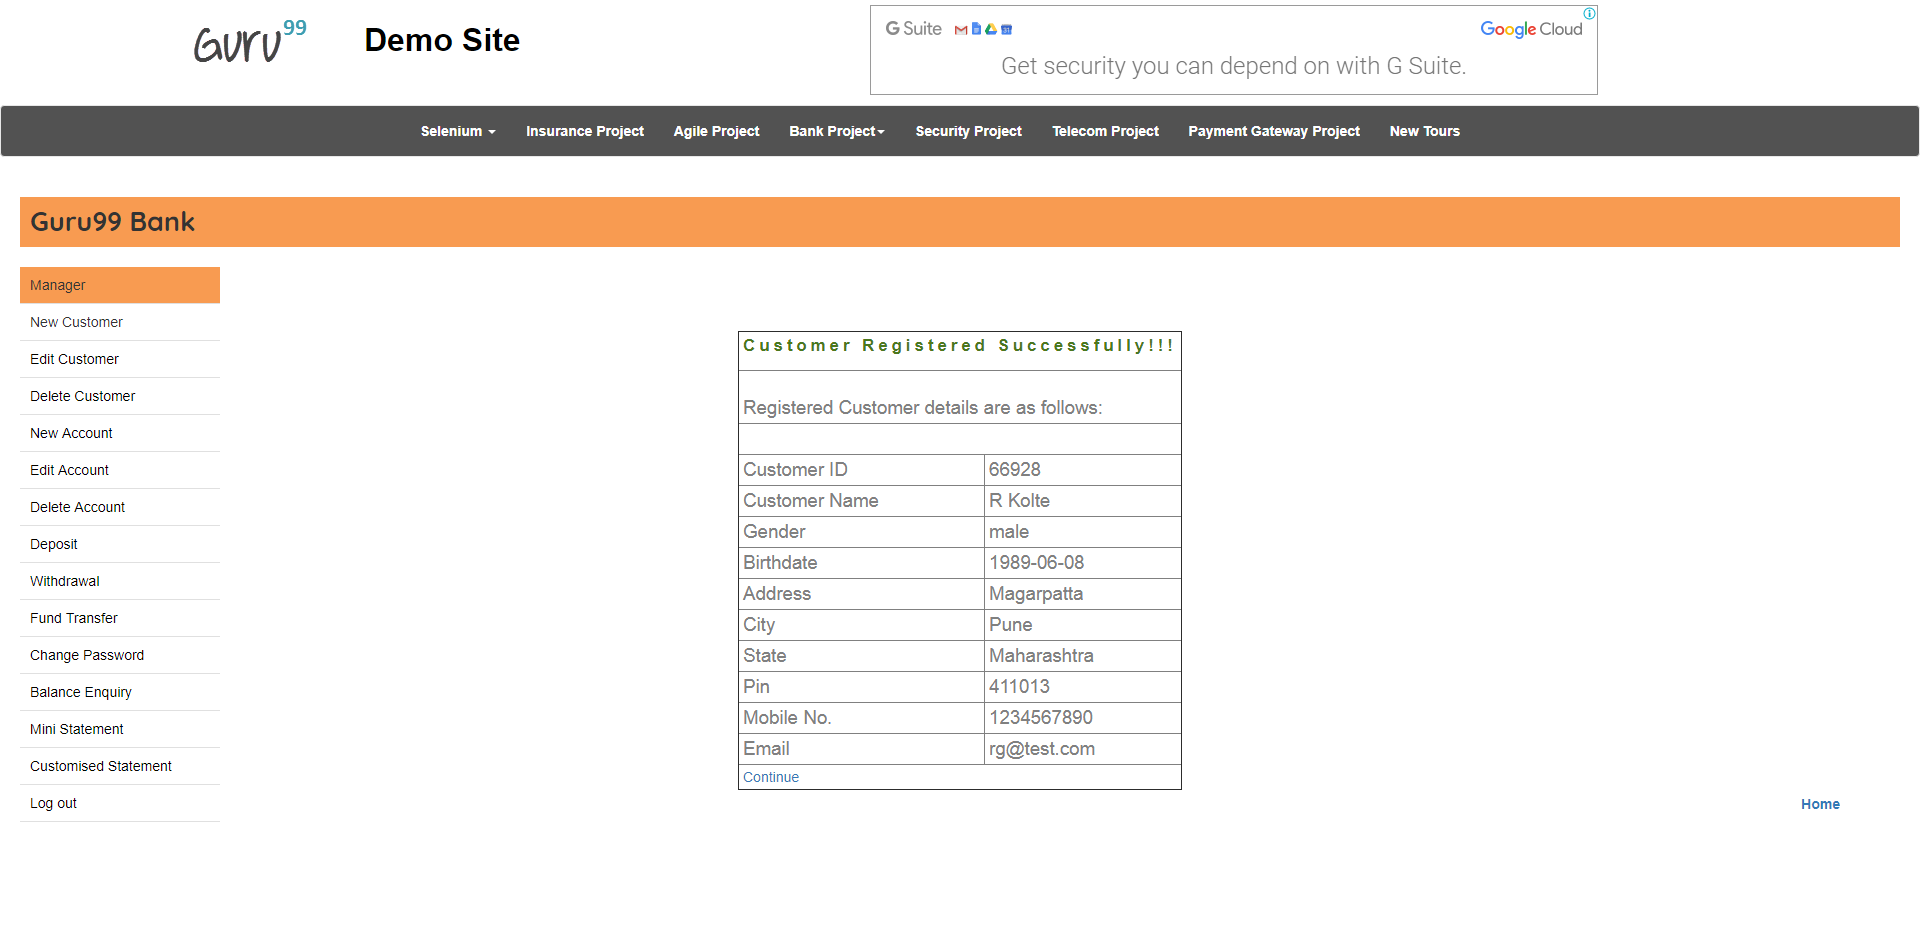 Guru99
Demo Site
G Suite
Google Cloud
Get security you can depend on with G Suite.
Selenium
Insurance Project
Agile Project
Bank Project
Security Project
Telecom Project
Payment Gateway Project
New Tours
Guru99 Bank
Manager
New Customer
Edit Customer
Delete Customer
New Account
Edit Account
Delete Account
Deposit
Withdrawal
Fund Transfer
Change Password
Balance Enquiry
Mini Statement
Customised Statement
Log out
Customer Registered Successfully!!!
Registered Customer details are as follows:
Customer ID 66928
Customer Name R Kolte
Gender male
Birthdate 1989-06-08
Address Magarpatta
City Pune
State Maharashtra
Pin 411013
Mobile No. 1234567890
Email rg@test.com
Continue
Home